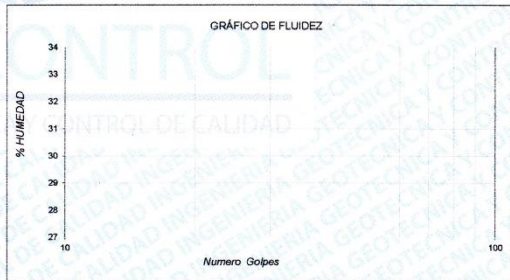 GRÁFICO DE FLUIDEZ
34
33
32
31
30
29
28
27
% HUMEDAD
10
100
Numero Golpes
CONTROL
Y CONTROL DE CALIDAD